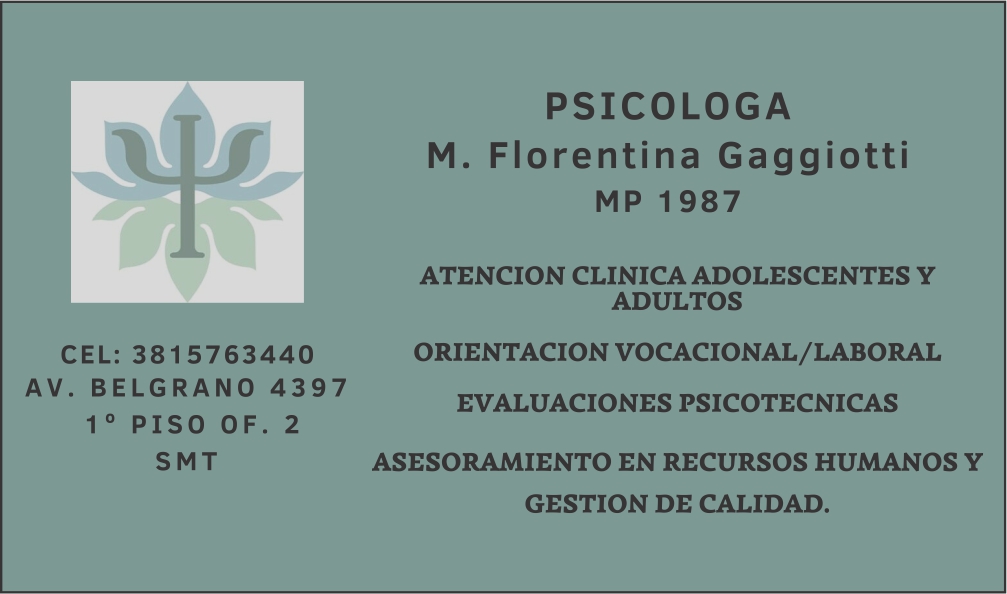 PSICOLOGA
M. Florentina Gaggiotti
MP 1987
ATENCION CLINICA ADOLESCENTES Y
ADULTOS
ORIENTACION VOCACIONAL/LABORAL
EVALUACIONES PSICOTECNICAS
ASESORAMIENTO EN RECURSOS HUMANOS Y
GESTION DE CALIDAD.
CEL: 3815763440
AV. BELGRANO 4397
1º PISO OF. 2
SMT